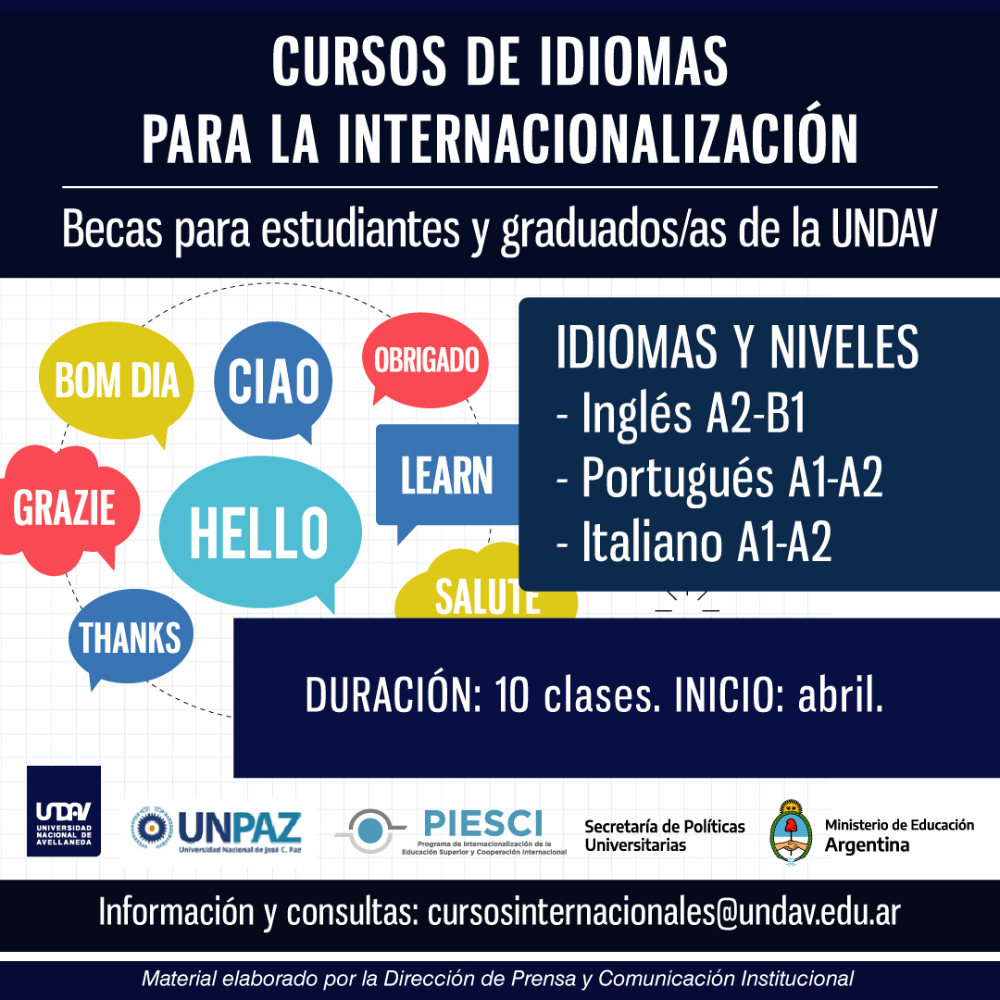 CURSOS DE IDIOMAS
PARA LA INTERNACIONALIZACIÓN
Becas para estudiantes y graduados/as de la UNDAV
BOM DIA
CIAO
OBRIGADO
GRAZIE
HELLO
LEARN
THANKS
SALUTE
IDIOMAS Y NIVELES
- Inglés A2-B1
- Portugués A1-A2
- Italiano A1-A2
DURACIÓN: 10 clases. INICIO: abril.
UNDAV
UNIVERSIDAD
NACIONAL DE
AVELLANEDA
UNPAZ
Universidad Nacional de José C. Paz
PIESCI
Programa de Internacionalización de la
Educación Superior y Cooperación Internacional
Secretaría de Políticas
Universitarias
Ministerio de Educación
Argentina
Información y consultas: cursosinternacionales@undav.edu.ar
Material elaborado por la Dirección de Prensa y Comunicación Institucional